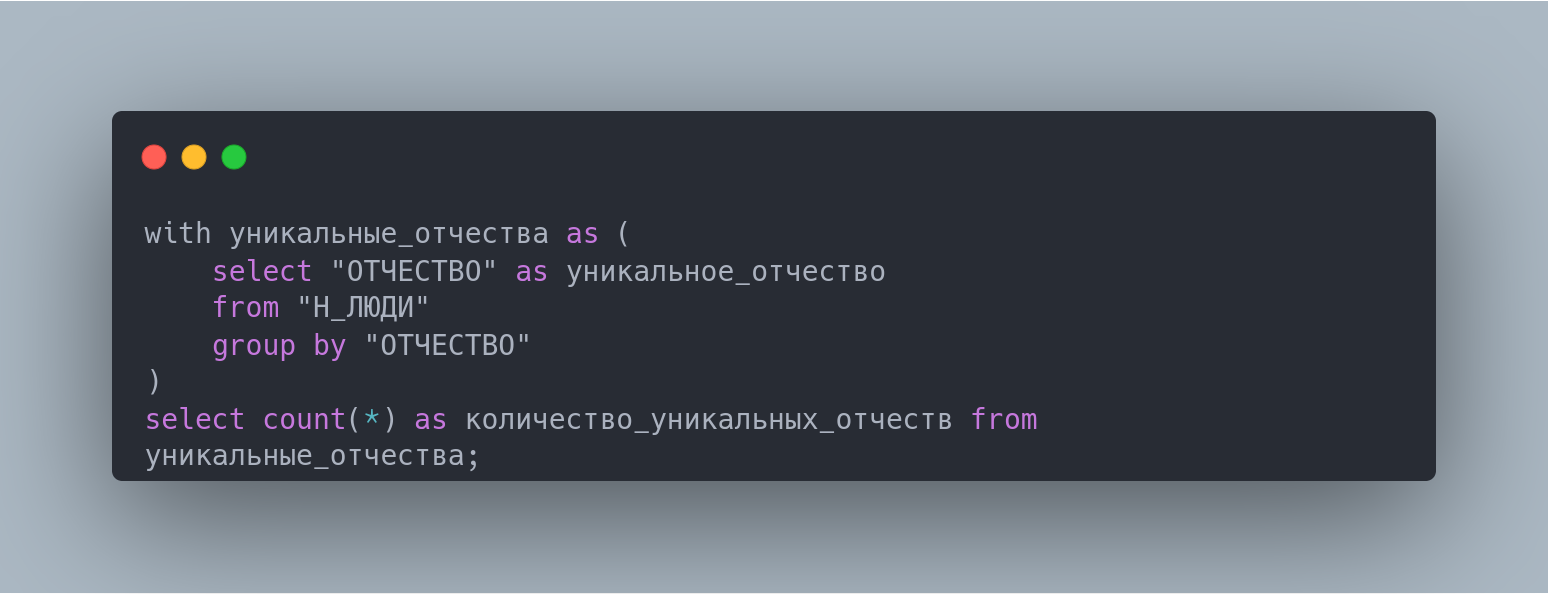 with уникальные_отчества as (
    select "ОТЧЕСТВО" as уникальное_отчество
    from "Н_ЛЮДИ"
    group by "ОТЧЕСТВО"
)
select count(*) as количество_уникальных_отчеств from
уникальные_отчества;